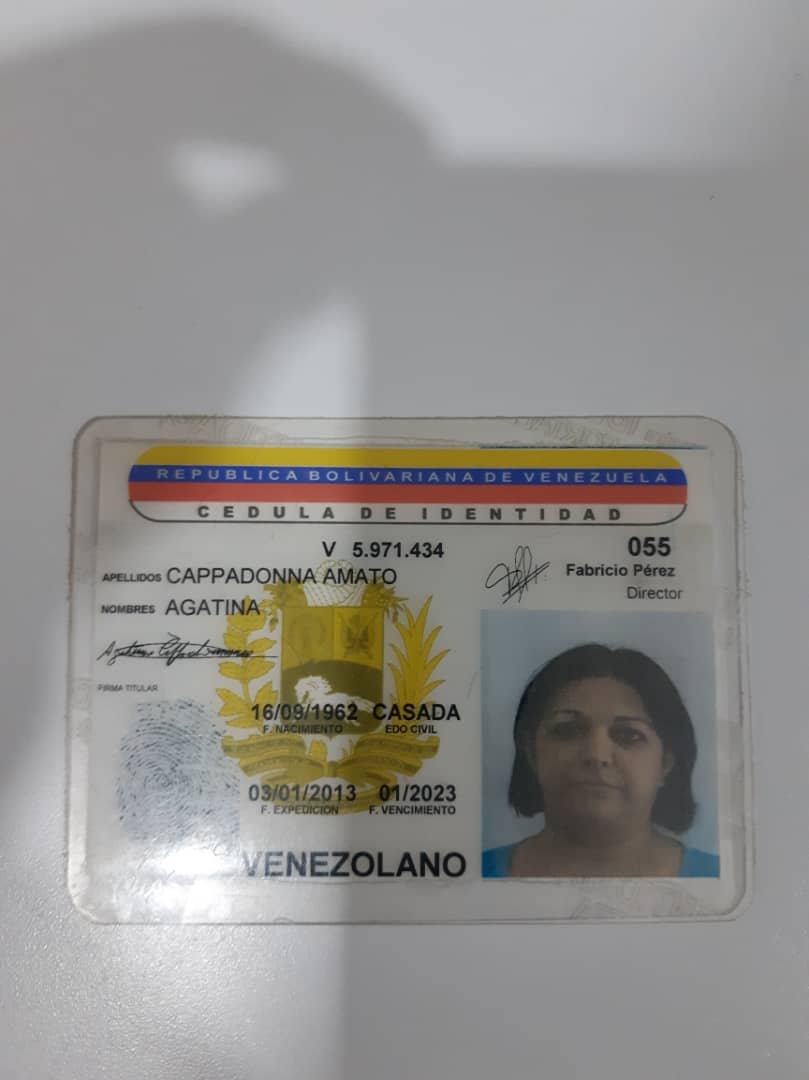 REPUBLICA BOLIVARIANA DE VENEZUELA
CEDULA DE IDENTIDAD
V 5.971.434
055
APELLIDOS CAPPADONNA AMATO
Fabricio Pérez
Director
NOMBRES AGATINA
FIRMA TITULAR
16/09/1962 CASADA
F. NACIMIENTO EDO CIVIL
03/01/2013 01/2023
F. EXPEDICION F. VENCIMIENTO
VENEZOLANO